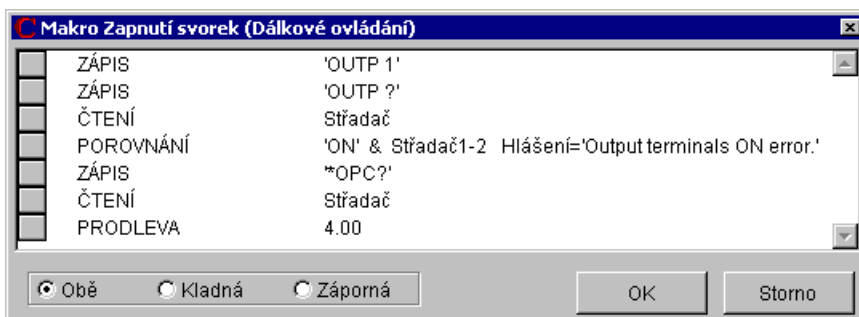 Makro Zapnutí svorek (Dálkové ovládání)
ZÁPIS 'OUTP 1'
ZÁPIS 'OUTP ?'
ČTENÍ Střadač
POROVNÁNÍ 'ON' & Střadač1-2 Hlášení='Output terminals ON error.'
ZÁPIS '*OPC?'
ČTENÍ Střadač
PRODLEVA 4.00
Obě Kladná Záporná OK Storno